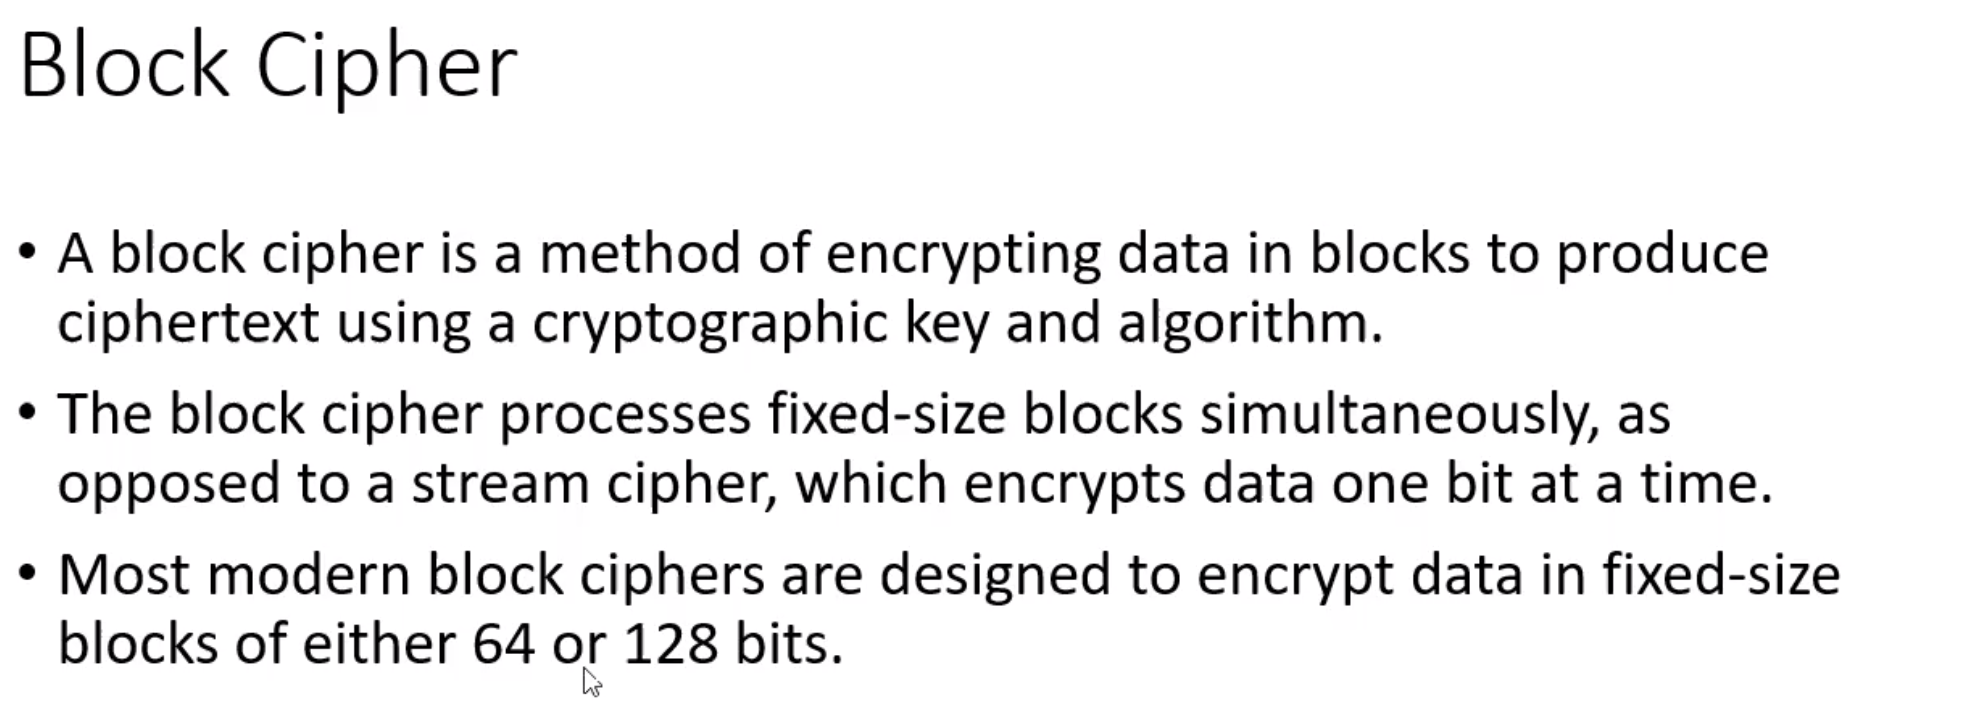 Block Cipher
• A block cipher is a method of encrypting data in blocks to produce
ciphertext using a cryptographic key and algorithm.
• The block cipher processes fixed-size blocks simultaneously, as
opposed to a stream cipher, which encrypts data one bit at a time.
• Most modern block ciphers are designed to encrypt data in fixed-size
blocks of either 64 or 128 bits.